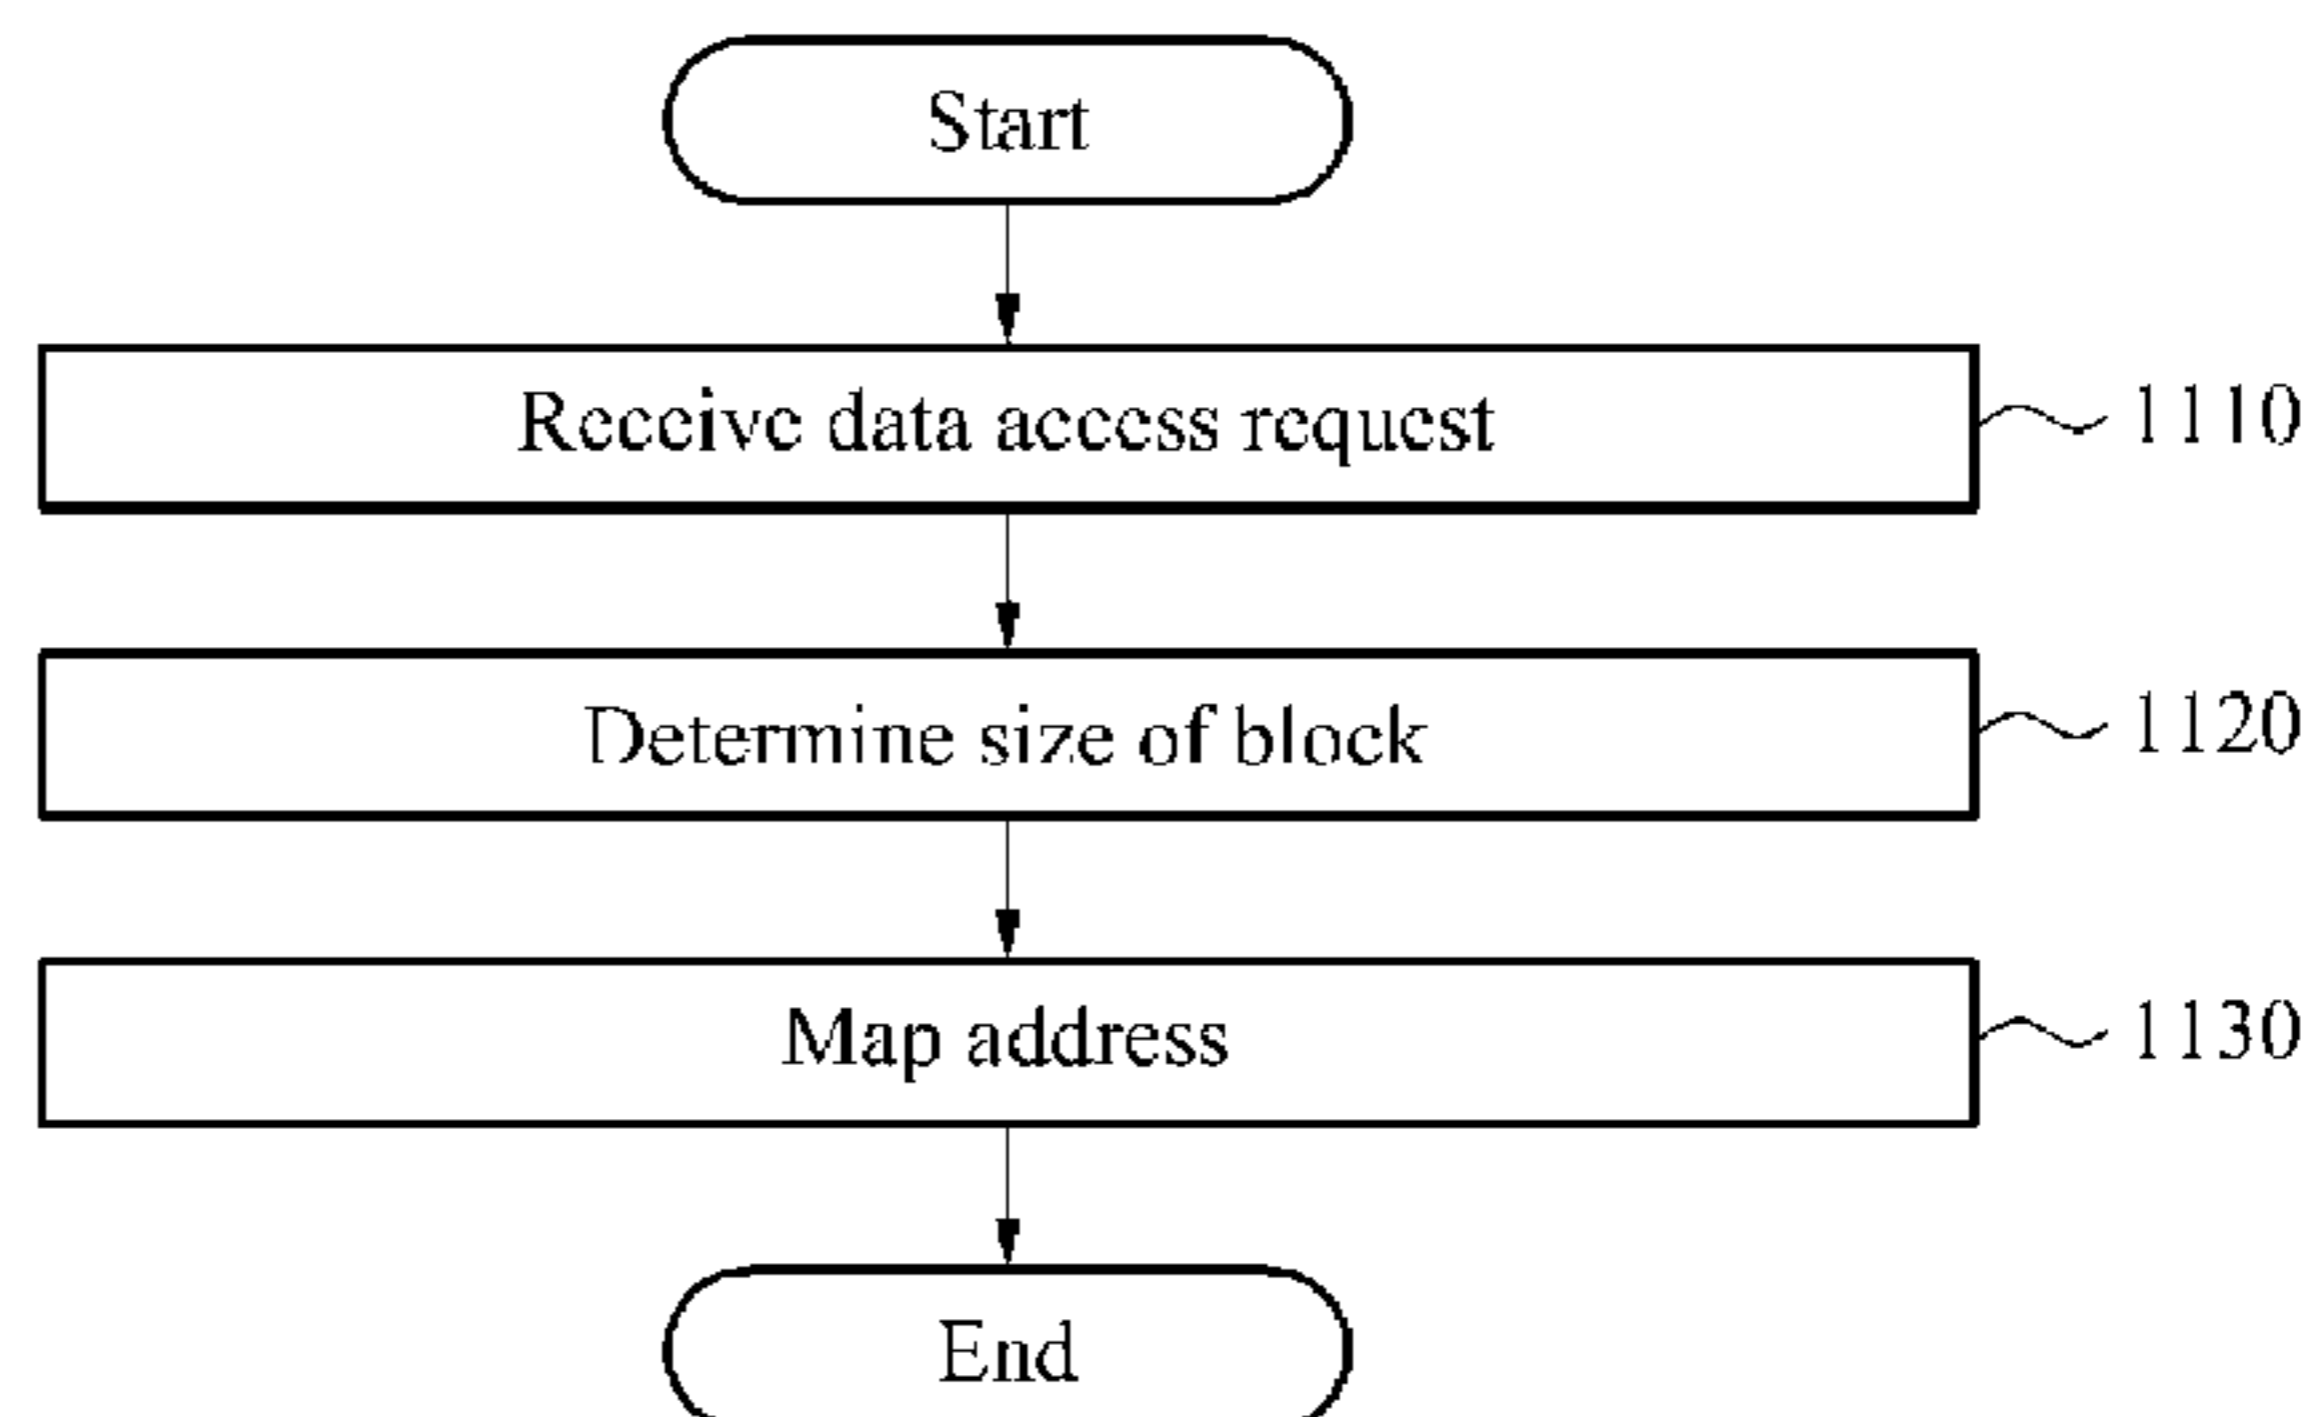 Start
Receive data access request
1110
Determine size of block
1120
Map address
1130
End